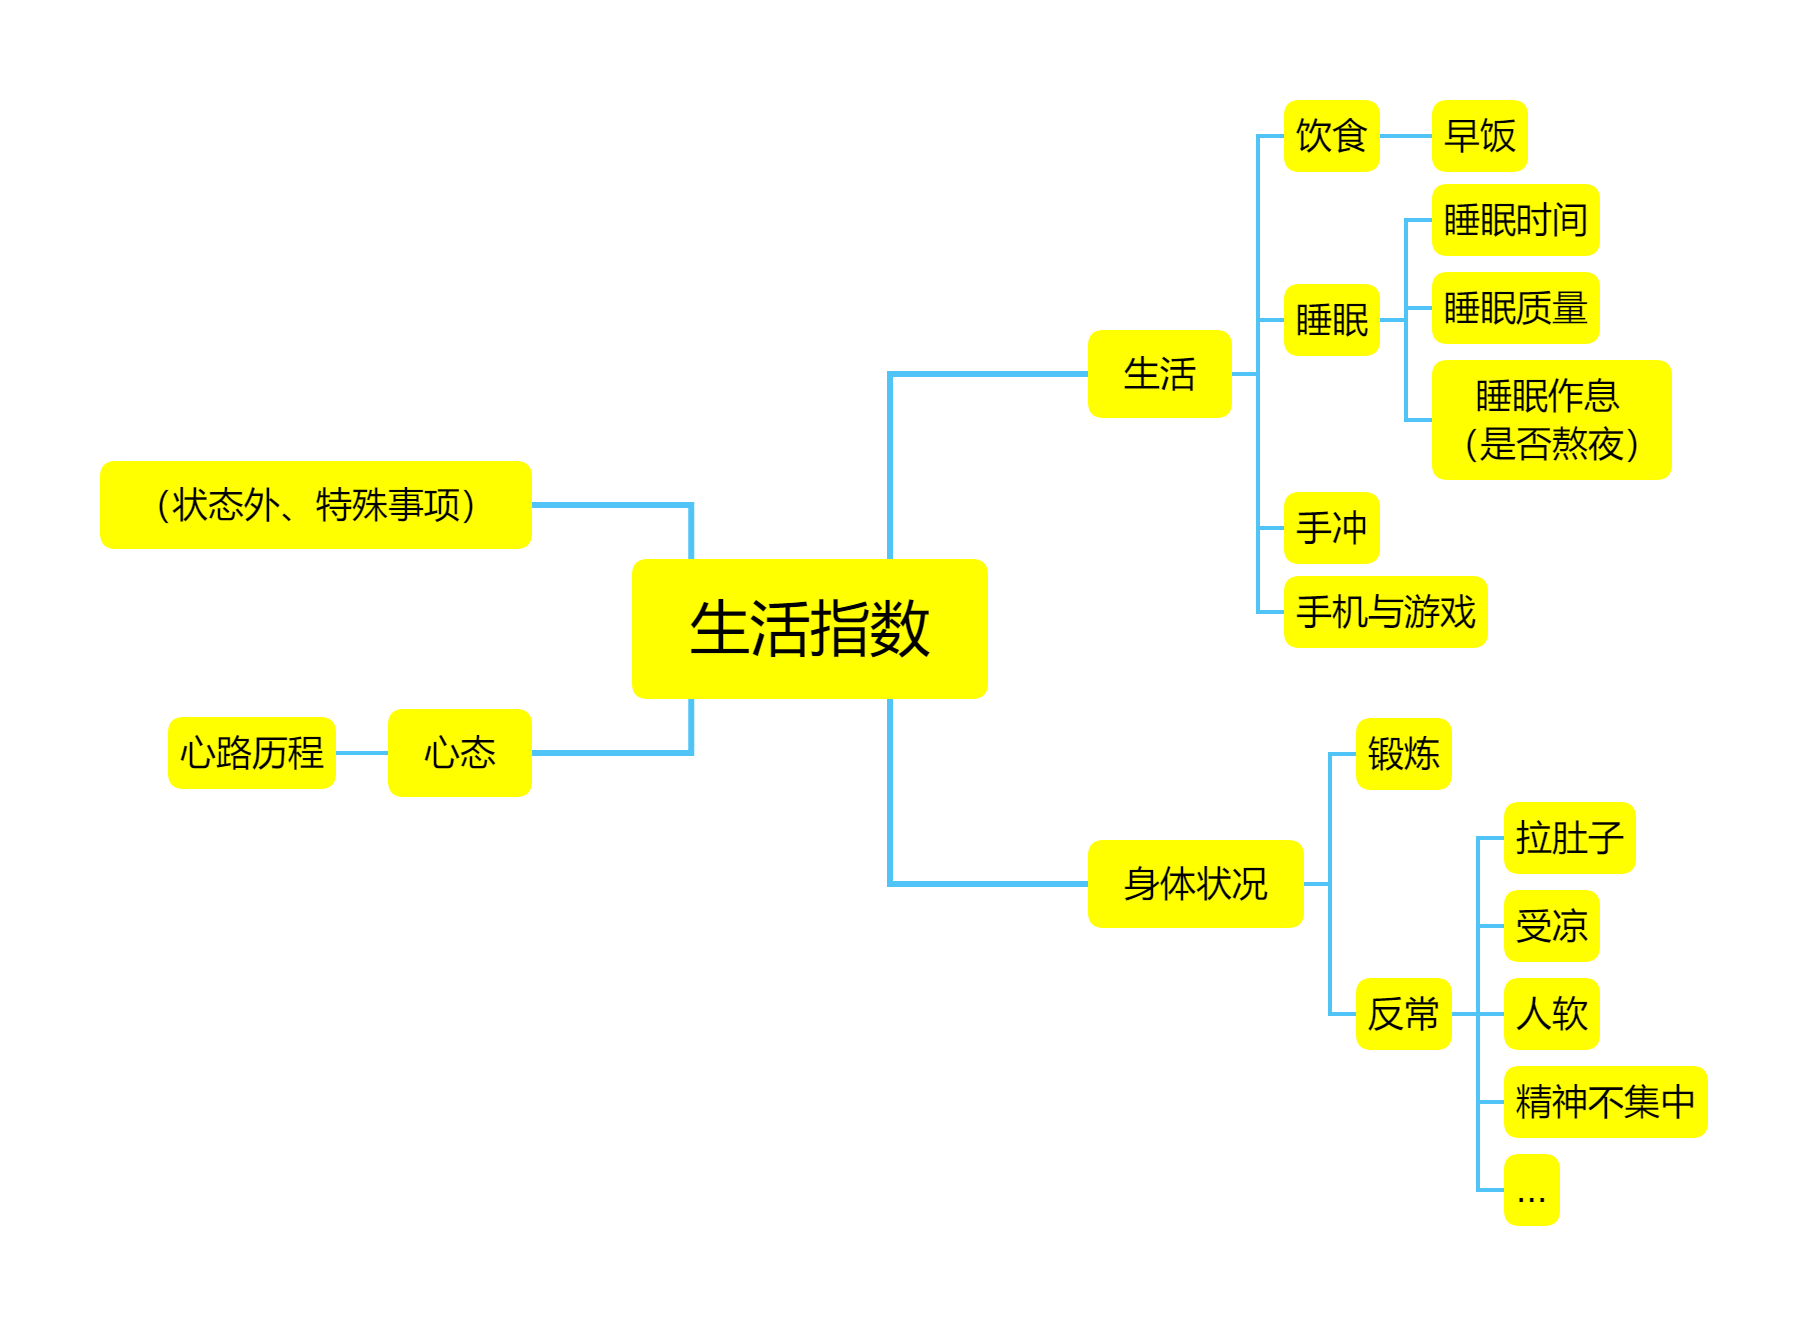 生活指数
生活
饮食
早饭
睡眠
睡眠时间
睡眠质量
睡眠作息
（是否熬夜）
手冲
手机与游戏
身体状况
锻炼
反常
拉肚子
受凉
人软
精神不集中
...
心态
心路历程
（状态外、特殊事项）